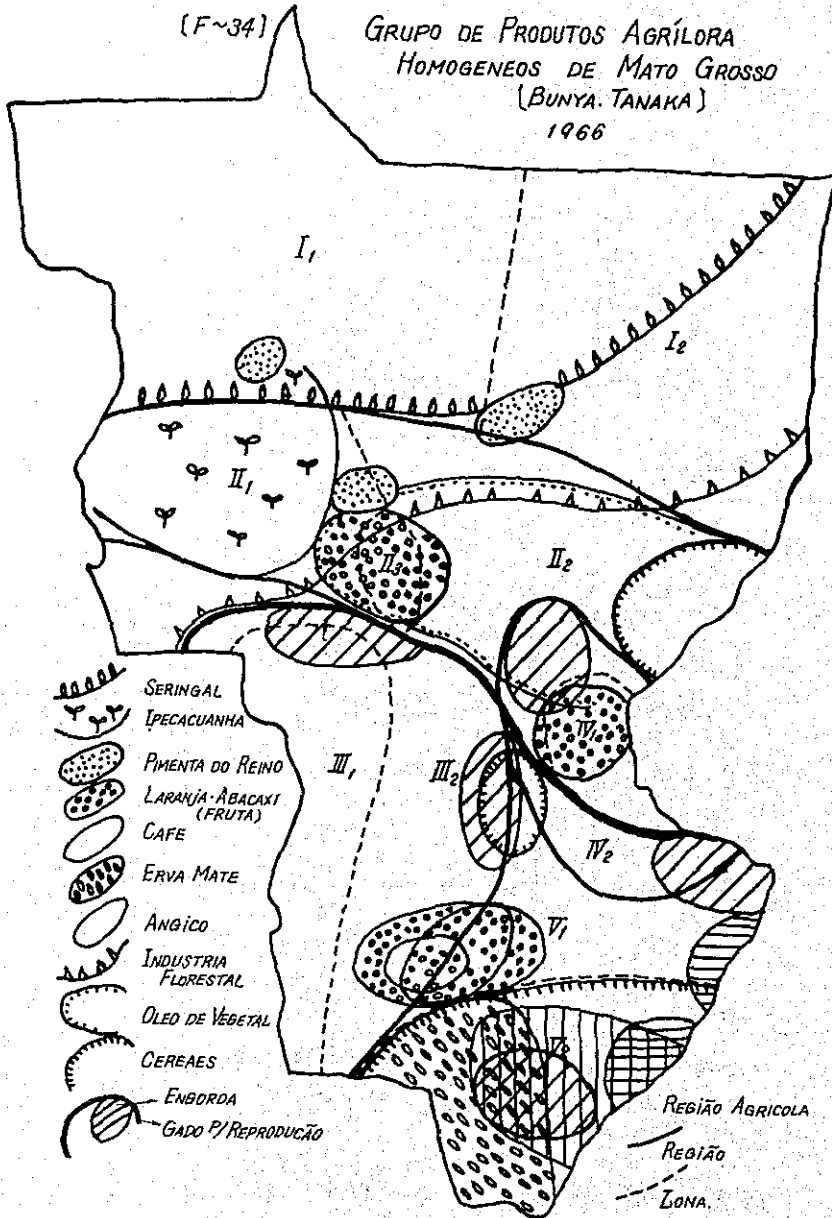 [F~34]
GRUPO DE PRODUTOS AGRÍLORA
HOMOGENEOS DE MATO GROSSO
[BUNYA. TANAKA]
1966
I1
I2
II1
II3
II2
III1
III2
IV1
IV2
V1
V2
SERINGAL
IPECACUANHA
PIMENTA DO REINO
LARANJA-ABACAXI
(FRUTA)
CAFE
ERVA MATE
ANGICO
INDUSTRIA
FLORESTAL
OLEO DE VEGETAL
CEREAES
ENGORDA
GADO P/REPRODUÇÃO
REGIÃO AGRICOLA
REGIÃO
ZONA.